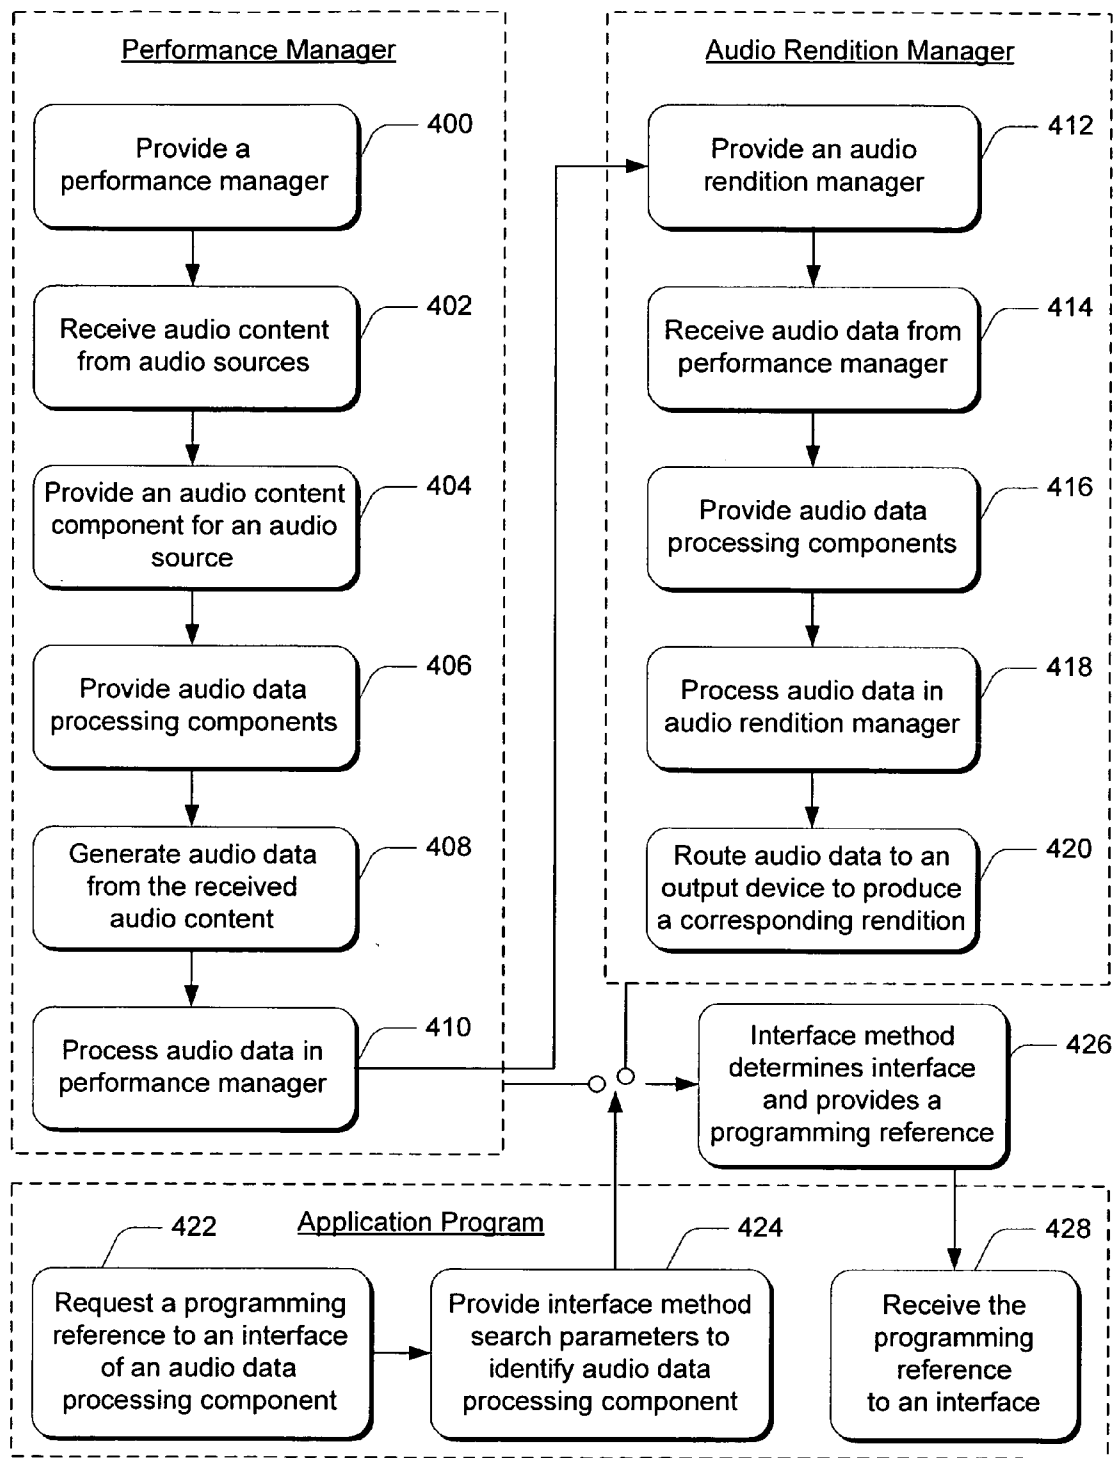 Performance Manager
400
Provide a
performance manager
402
Receive audio content
from audio sources
404
Provide an audio content
component for an audio
source
406
Provide audio data
processing components
408
Generate audio data
from the received
audio content
410
Process audio data in
performance manager
Audio Rendition Manager
412
Provide an audio
rendition manager
414
Receive audio data from
performance manager
416
Provide audio data
processing components
418
Process audio data in
audio rendition manager
420
Route audio data to an
output device to produce
a corresponding rendition
426
Interface method
determines interface
and provides a
programming reference
Application Program
422
Request a programming
reference to an interface
of an audio data
processing component
424
Provide interface method
search parameters to
identify audio data
processing component
428
Receive the
programming
reference
to an interface